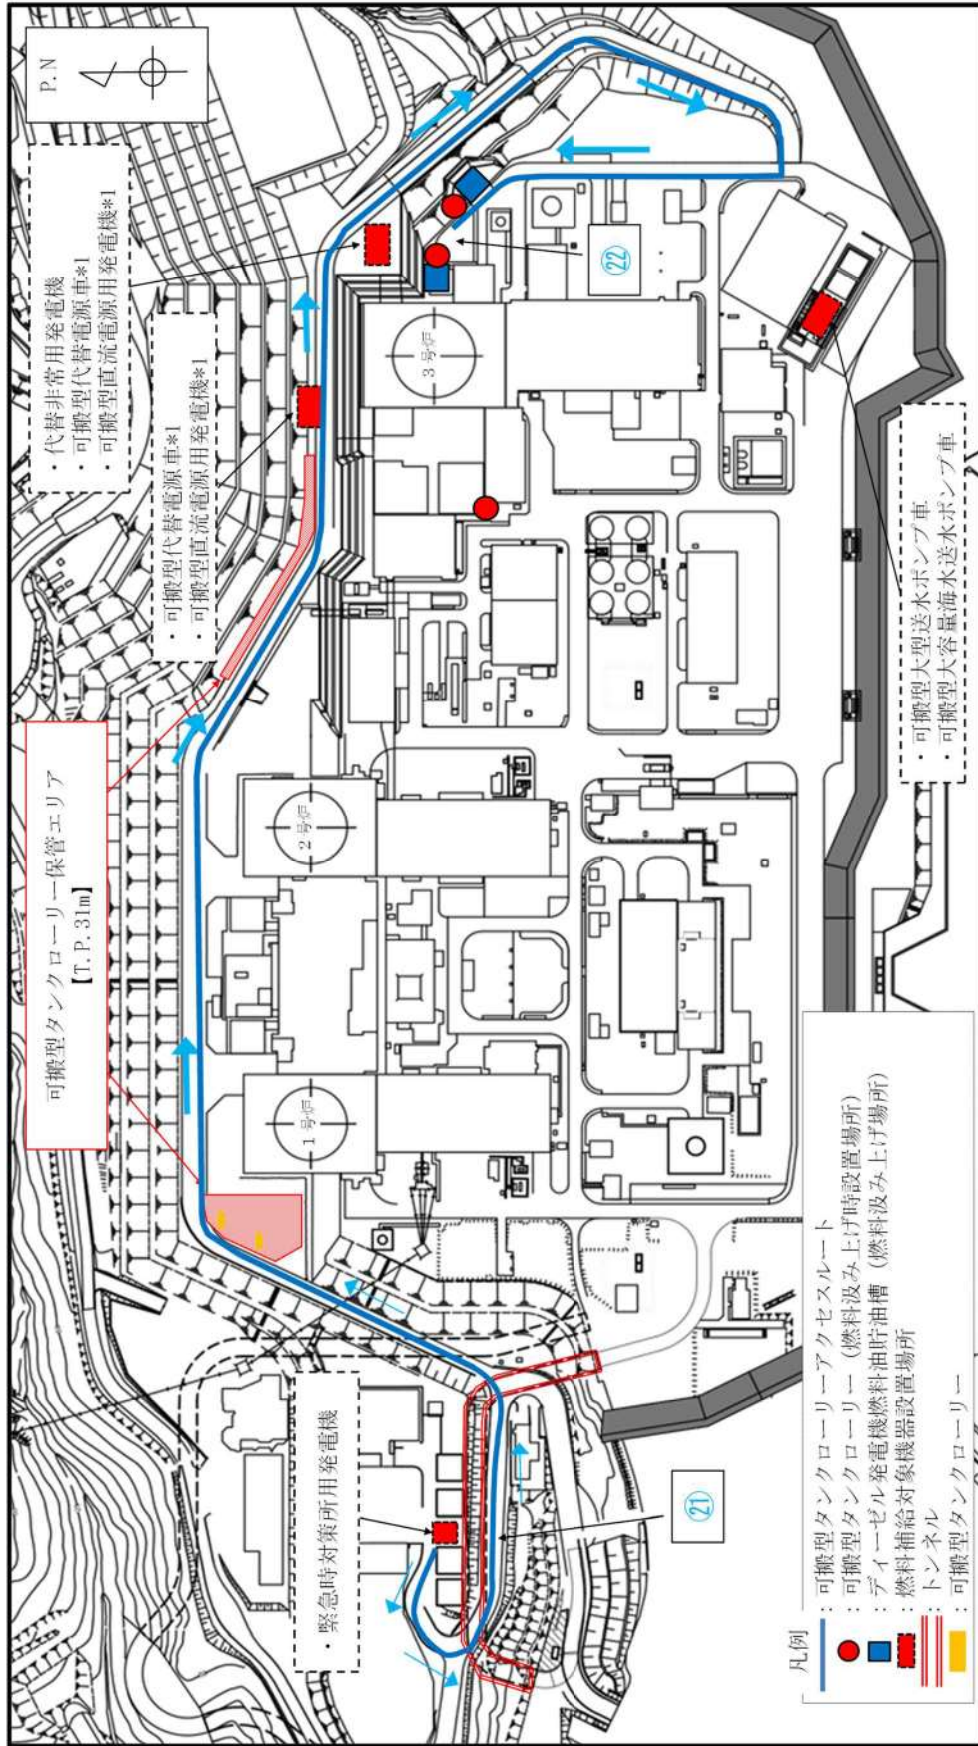 P.N
・代替非常用発電機
・可搬型代替電源車*1
・可搬型直流電源用発電機*1
・可搬型代替電源車*1
・可搬型直流電源用発電機*1
可搬型タンクローリー保管エリア
【T.P.31m】
・緊急時対策所用発電機
1号炉
2号炉
3号炉
㉑
㉒
・可搬型大型送水ポンプ車
・可搬型大容量海水送水ポンプ車
凡例
：可搬型タンクローリーアクセスルート
：可搬型タンクローリー（燃料汲み上げ時設置場所）
：ディーゼル発電機燃料油貯油槽（燃料汲み上げ場所）
：燃料補給対象機器設置場所
：トンネル
：可搬型タンクローリー